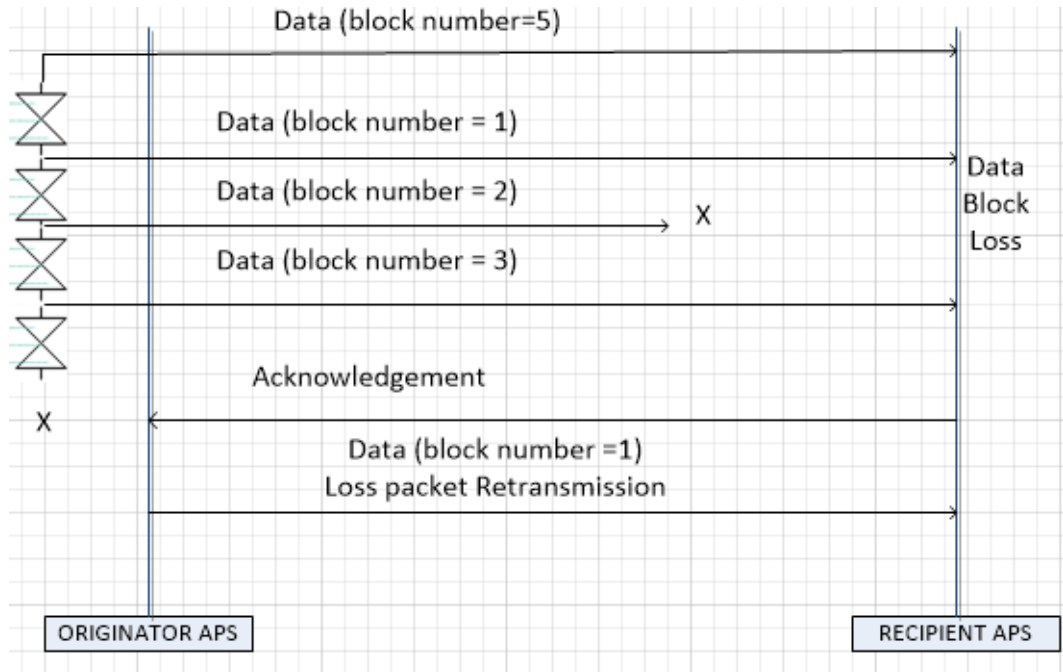 Data (block number=5)
Data (block number = 1)
Data
Block
Loss
Data (block number = 2)
X
Data (block number = 3)
Acknowledgement
X
Data (block number =1)
Loss packet Retransmission
ORIGINATOR APS
RECIPIENT APS